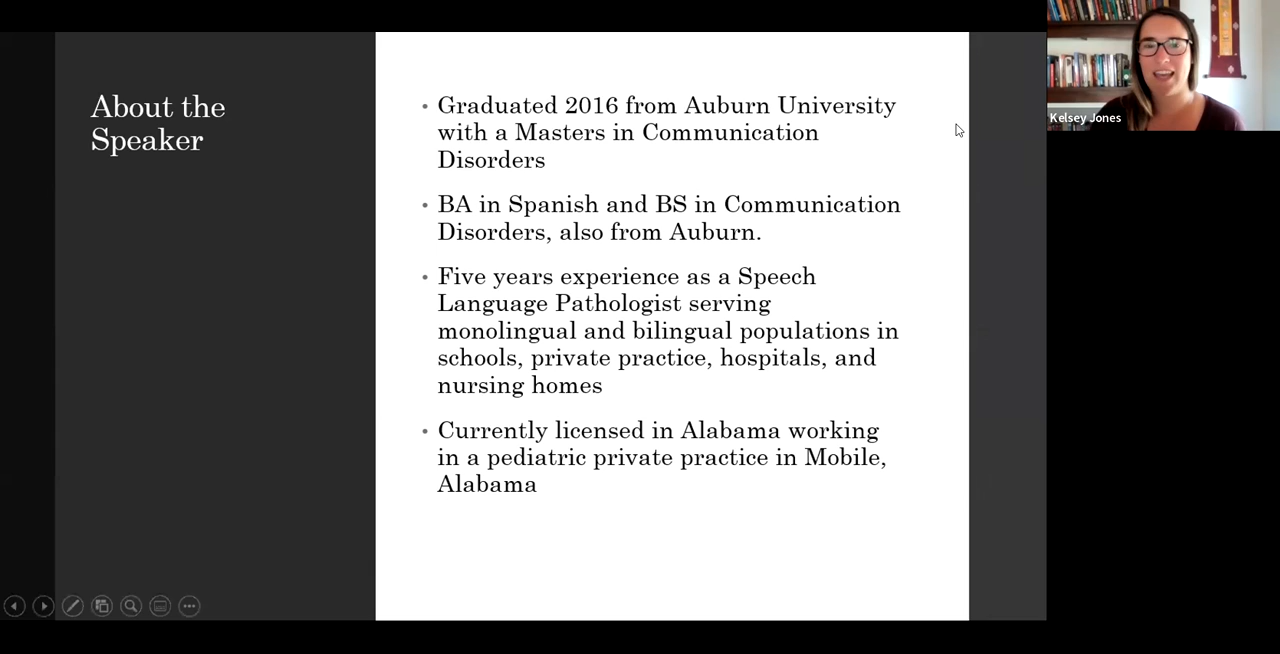 About the
Speaker
• Graduated 2016 from Auburn University
with a Masters in Communication
Disorders
• BA in Spanish and BS in Communication
Disorders, also from Auburn.
• Five years experience as a Speech
Language Pathologist serving
monolingual and bilingual populations in
schools, private practice, hospitals, and
nursing homes
• Currently licensed in Alabama working
in a pediatric private practice in Mobile,
Alabama
Kelsey Jones